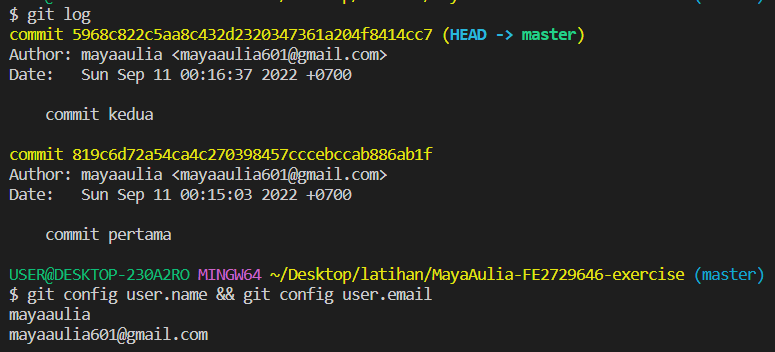 $ git log
commit 5968c822c5aa8c432d2320347361a204f8414cc7 (HEAD -> master)
Author: mayaaulia <mayaaulia601@gmail.com>
Date:   Sun Sep 11 00:16:37 2022 +0700
    commit kedua
commit 819c6d72a54ca4c270398457cccebccab886ab1f
Author: mayaaulia <mayaaulia601@gmail.com>
Date:   Sun Sep 11 00:15:03 2022 +0700
    commit pertama
USER@DESKTOP-230A2RO MINGW64 ~/Desktop/latihan/MayaAulia-FE2729646-exercise (master)
$ git config user.name && git config user.email
mayaaulia
mayaaulia601@gmail.com